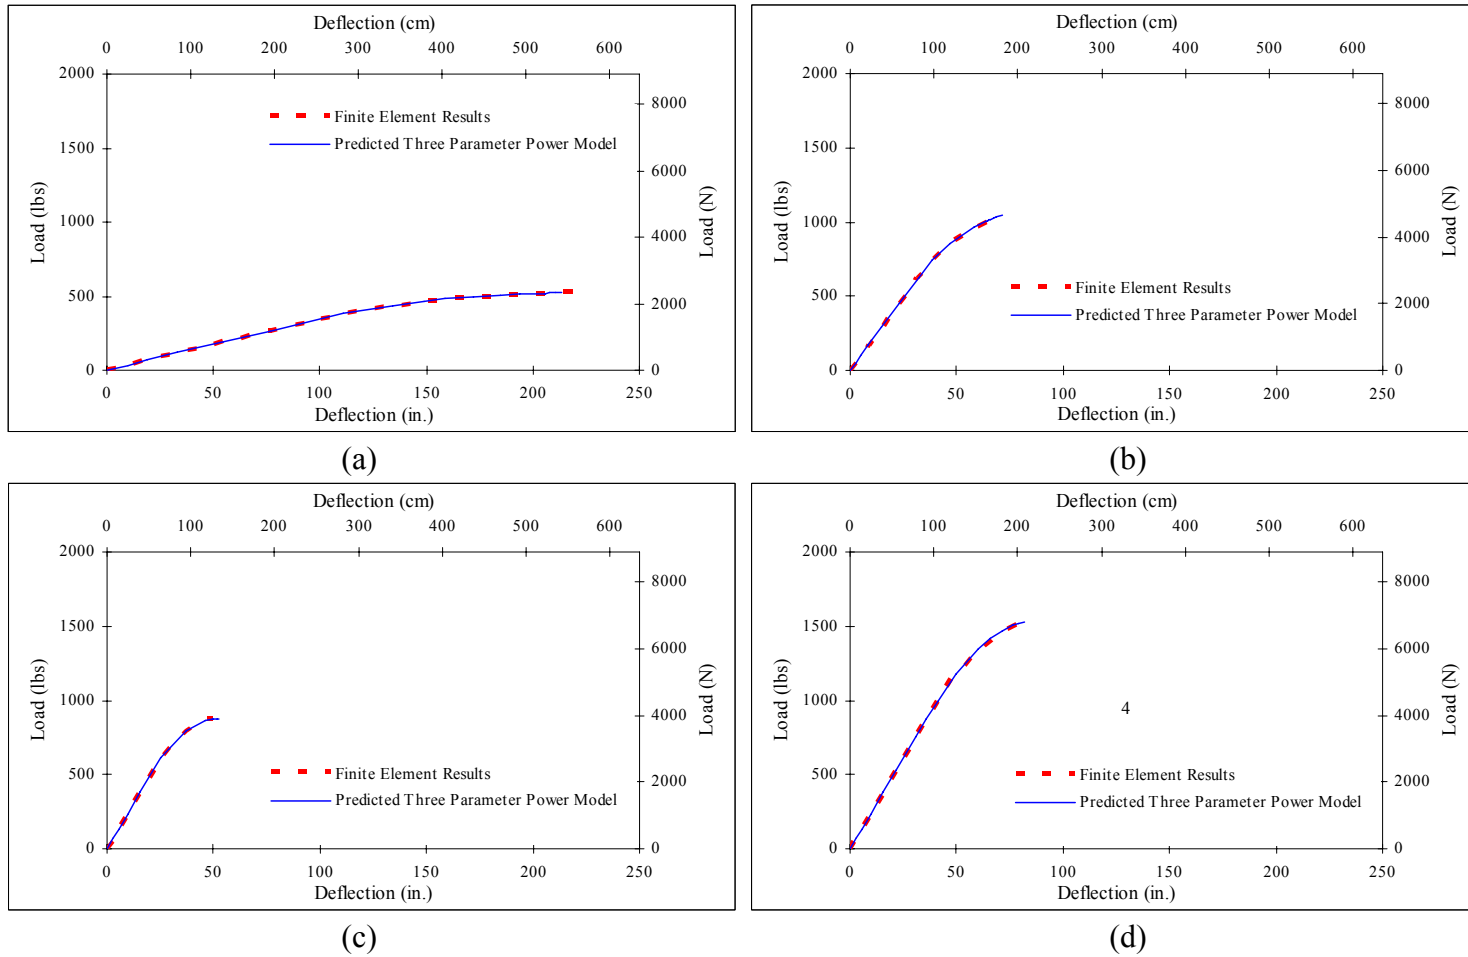 Deflection (cm)
0 100 200 300 400 500 600
2000
1500
1000
500
0
Load (lbs)
8000
6000
4000
2000
0
Load (N)
Finite Element Results
Predicted Three Parameter Power Model
0 50 100 150 200 250
Deflection (in.)
(a)
Deflection (cm)
0 100 200 300 400 500 600
2000
1500
1000
500
0
Load (lbs)
8000
6000
4000
2000
0
Load (N)
Finite Element Results
Predicted Three Parameter Power Model
0 50 100 150 200 250
Deflection (in.)
(b)
Deflection (cm)
0 100 200 300 400 500 600
2000
1500
1000
500
0
Load (lbs)
8000
6000
4000
2000
0
Load (N)
Finite Element Results
Predicted Three Parameter Power Model
0 50 100 150 200 250
Deflection (in.)
(c)
Deflection (cm)
0 100 200 300 400 500 600
2000
1500
1000
500
0
Load (lbs)
8000
6000
4000
2000
0
Load (N)
4
Finite Element Results
Predicted Three Parameter Power Model
0 50 100 150 200 250
Deflection (in.)
(d)